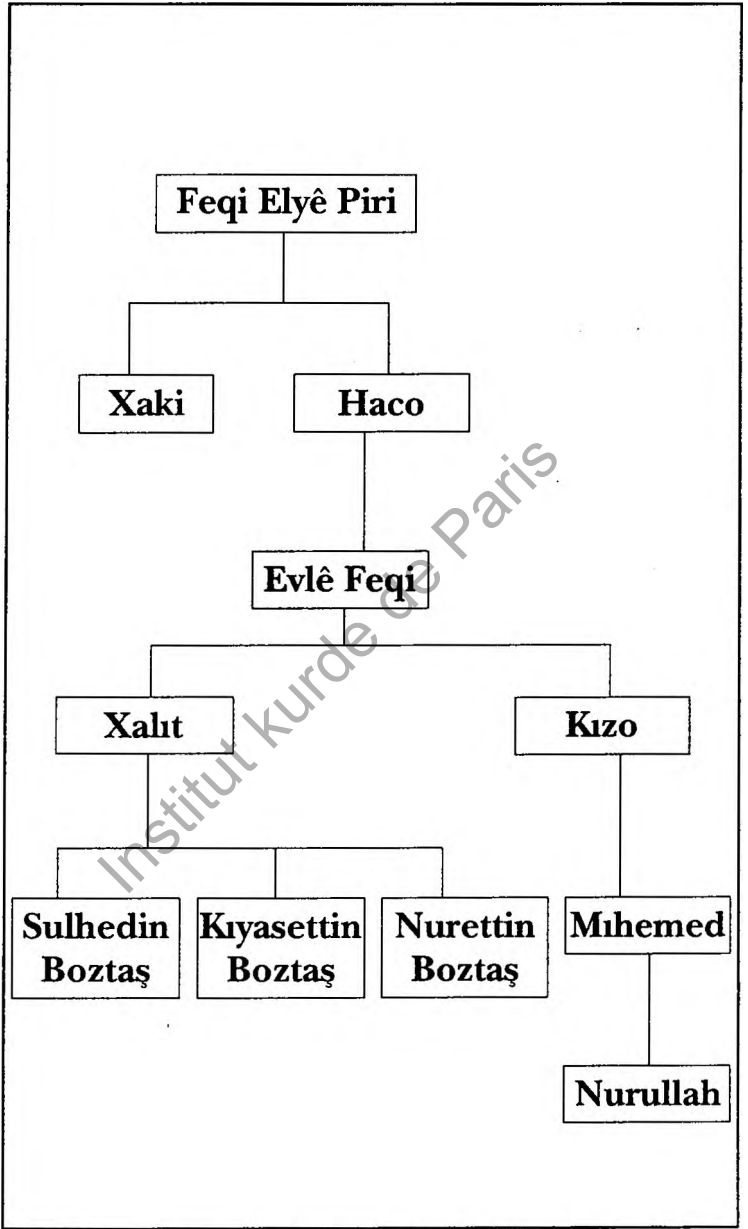 Feqi Elyê Piri
Xaki
Haco
Evlê Feqi
Xalıt
Kızo
Sulhedin
Boztaş
Kıyasettin
Boztaş
Nurettin
Boztaş
Mıhemed
Nurullah
Institut kurde de Paris